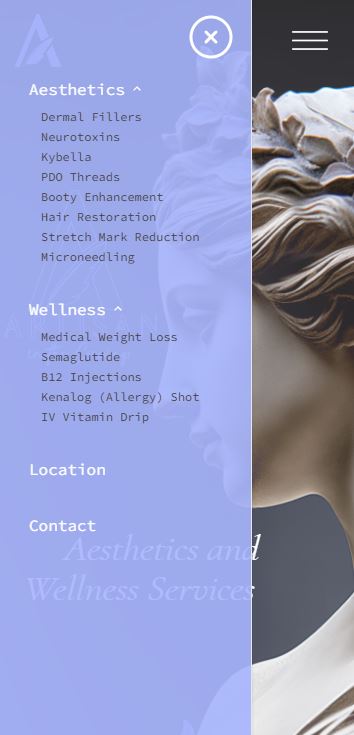 Aesthetics ^
Dermal Fillers
Neurotoxins
Kybella
PDO Threads
Booty Enhancement
Hair Restoration
Stretch Mark Reduction
Microneedling
Wellness ^
Medical Weight Loss
Semaglutide
B12 Injections
Kenalog (Allergy) Shot
IV Vitamin Drip
Location
Contact
Aesthetics and
Wellness Services